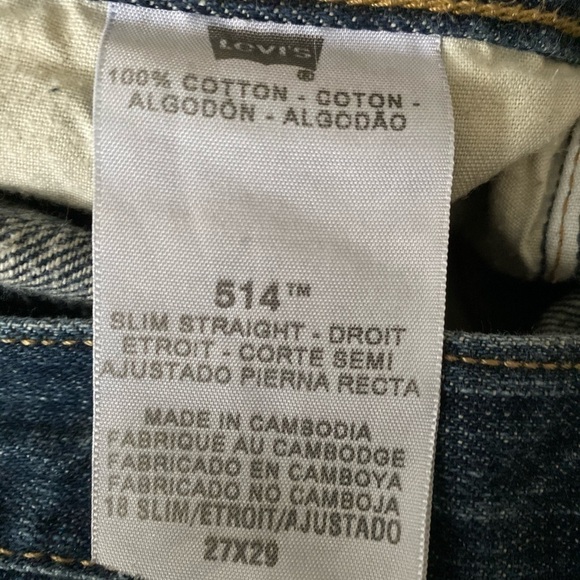 Levi's
®
100% COTTON - COTON -
ALGODÓN - ALGODÃO
514™
SLIM STRAIGHT - DROIT
ETROIT - CORTE SEMI
AJUSTADO PIERNA RECTA
MADE IN CAMBODIA
FABRIQUE AU CAMBODGE
FABRICADO EN CAMBOYA
FABRICADO NO CAMBOJA
18 SLIM/ETROIT/AJUSTADO
27X29